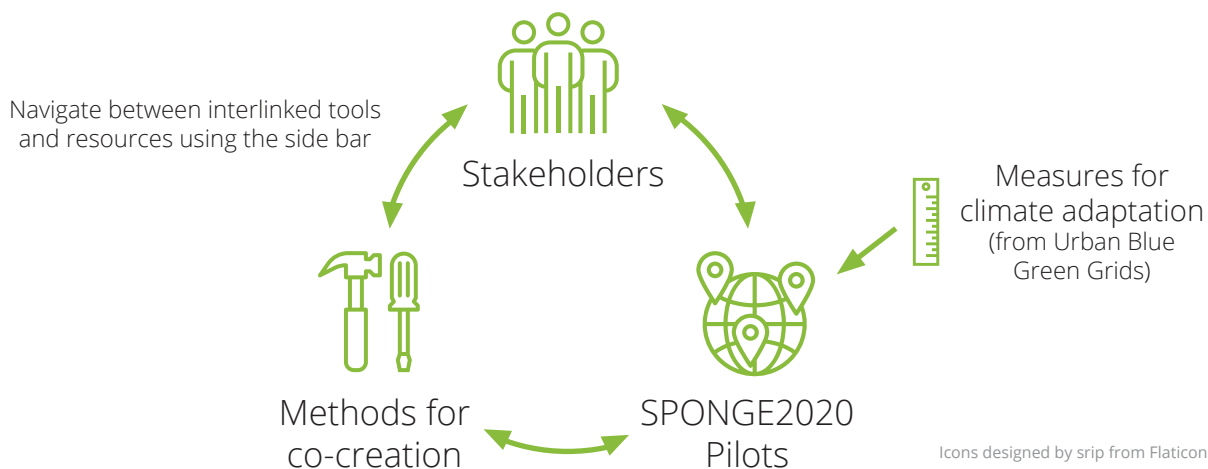 Navigate between interlinked tools
and resources using the side bar
Stakeholders
Measures for
climate adaptation
(from Urban Blue
Green Grids)
Methods for
co-creation
SPONGE2020
Pilots
Icons designed by srip from Flaticon